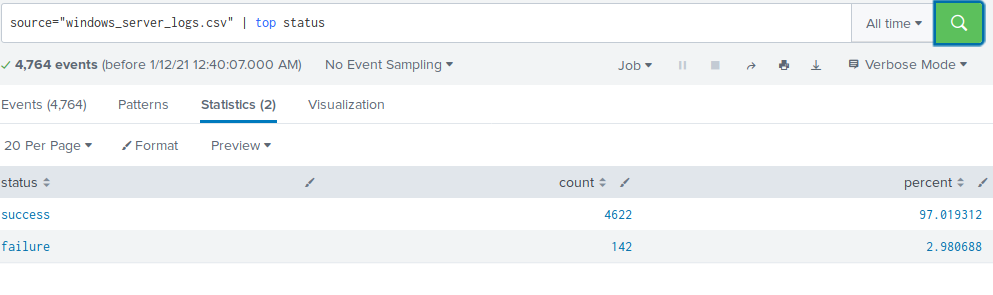 source="windows_server_logs.csv" | top status
All time
4,764 events (before 1/12/21 12:40:07.000 AM) No Event Sampling Job Verbose Mode
Events (4,764) Patterns Statistics (2) Visualization
20 Per Page Format Preview
status count percent
success 4622 97.019312
failure 142 2.980688